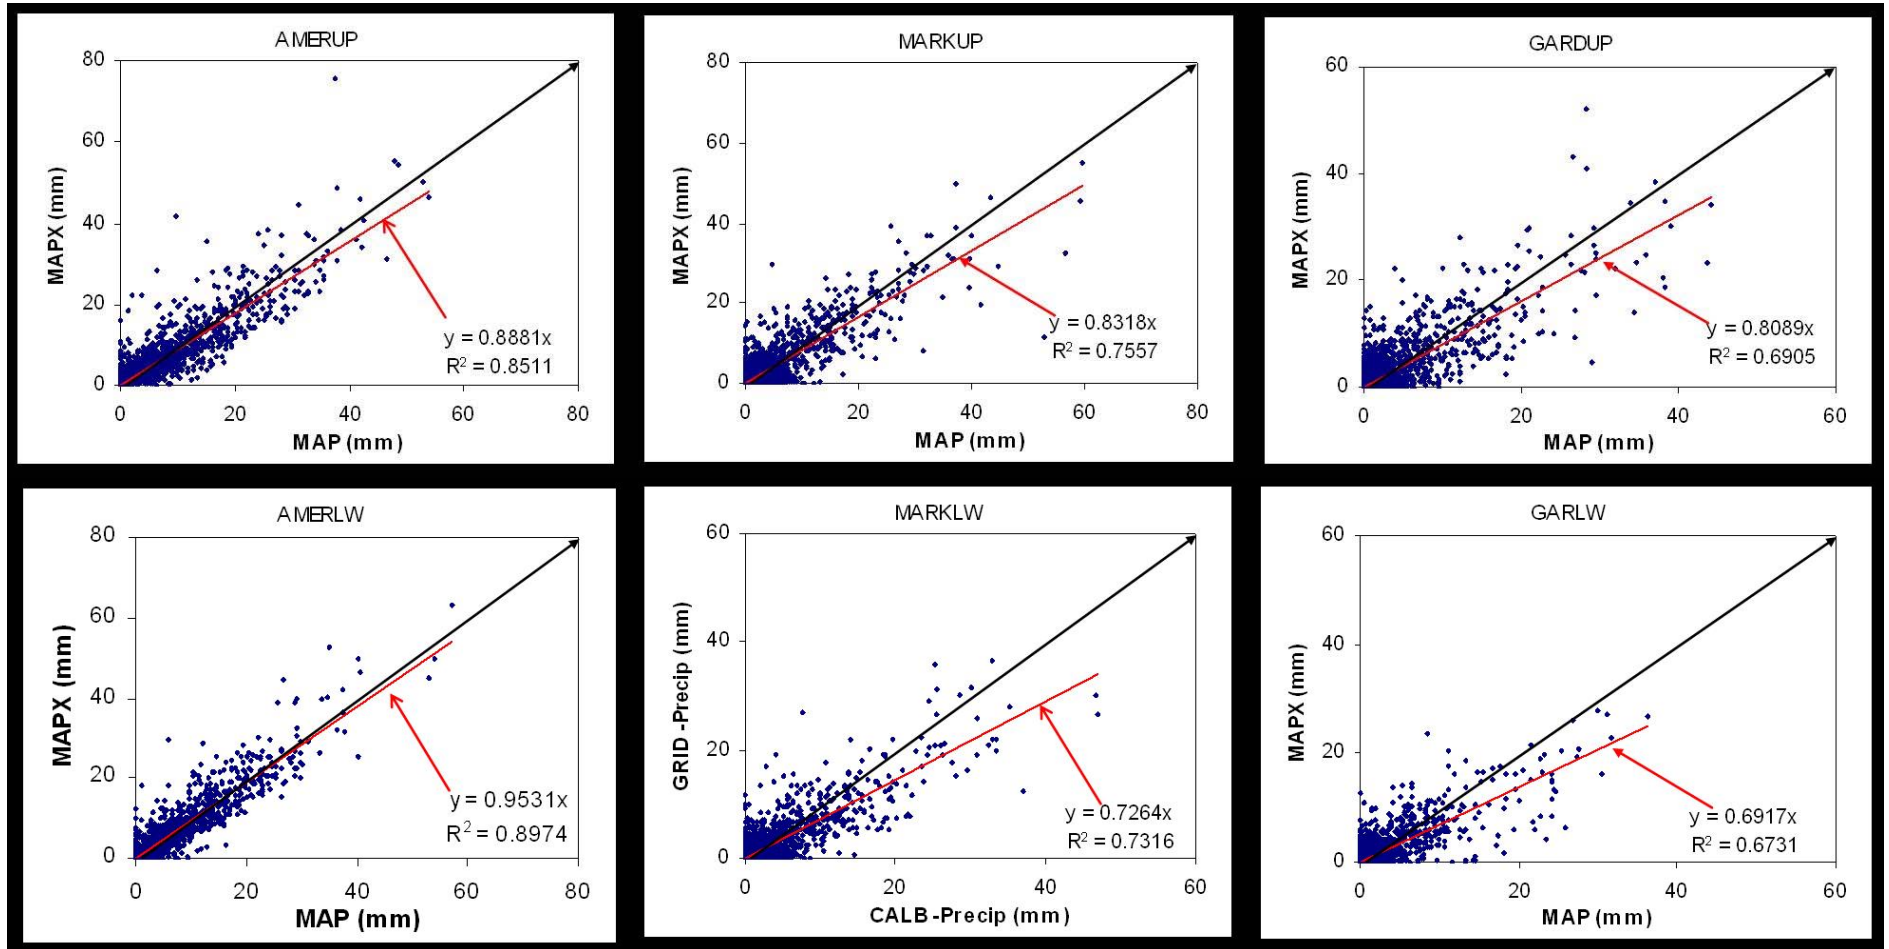 AMERUP
80
60
40
20
0
MAPX (mm)
0 20 40 60 80
MAP (mm)
y = 0.8881x
R² = 0.8511
MARKUP
80
60
40
20
0
MAPX (mm)
0 20 40 60 80
MAP (mm)
y = 0.8318x
R² = 0.7557
GARDUP
60
40
20
0
MAPX (mm)
0 20 40 60
MAP (mm)
y = 0.8089x
R² = 0.6905
AMERLW
80
60
40
20
0
MAPX (mm)
0 20 40 60 80
MAP (mm)
y = 0.9531x
R² = 0.8974
MARKLW
60
40
20
0
GRID-Precip (mm)
0 20 40 60
CALB-Precip (mm)
y = 0.7264x
R² = 0.7316
GARLW
60
40
20
0
MAPX (mm)
0 20 40 60
MAP (mm)
y = 0.6917x
R² = 0.6731